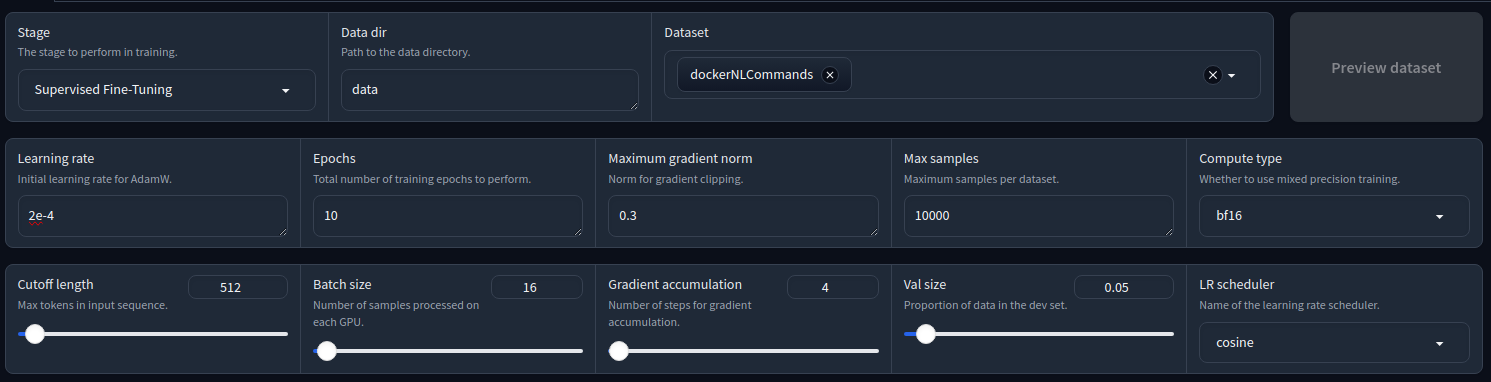 Stage
The stage to perform in training.
Supervised Fine-Tuning
Data dir
Path to the data directory.
data
Dataset
dockerNLCommands
Preview dataset
Learning rate
Initial learning rate for AdamW.
2e-4
Epochs
Total number of training epochs to perform.
10
Maximum gradient norm
Norm for gradient clipping.
0.3
Max samples
Maximum samples per dataset.
10000
Compute type
Whether to use mixed precision training.
bf16
Cutoff length
512
Max tokens in input sequence.
Batch size
16
Number of samples processed on
each GPU.
Gradient accumulation
4
Number of steps for gradient
accumulation.
Val size
0.05
Proportion of data in the dev set.
LR scheduler
Name of the learning rate scheduler.
cosine